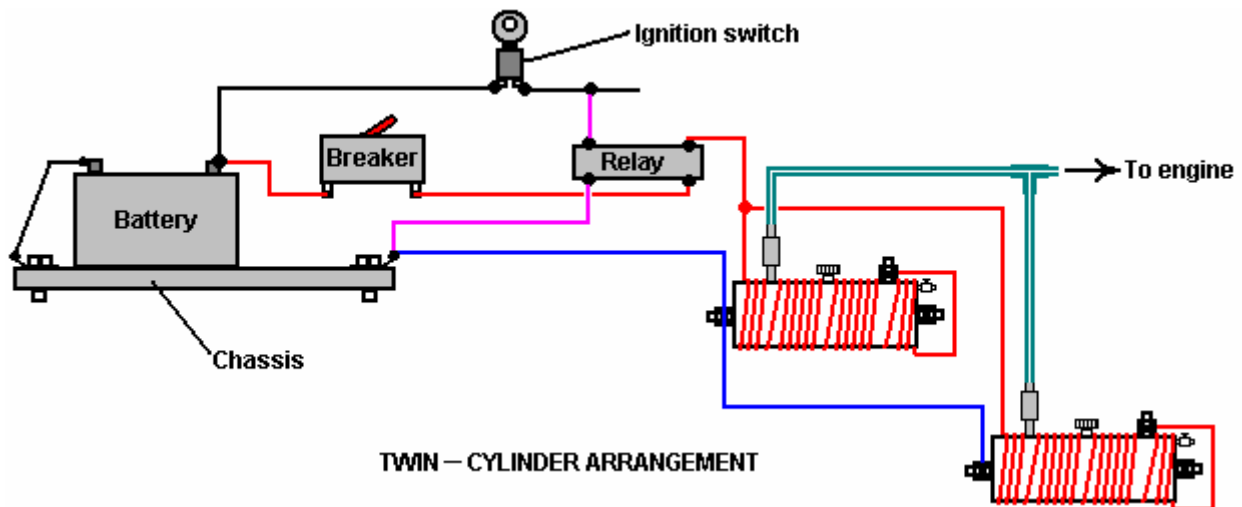 Ignition switch
Breaker
Relay
To engine
Battery
Chassis
TWIN – CYLINDER ARRANGEMENT